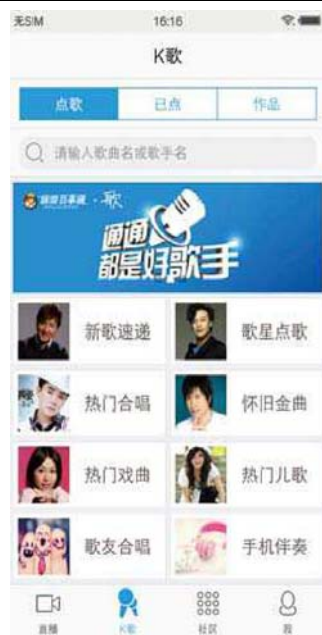 无SIM 16:16
K歌
点歌 已点 作品
请输入歌曲名或歌手名
通通
都是好歌手
新歌速递 歌星点歌
热门合唱 怀旧金曲
热门戏曲 热门儿歌
歌友合唱 手机伴奏
直播 K歌 社区 我